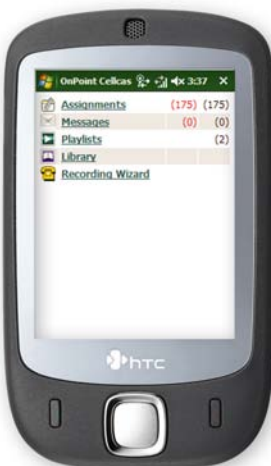 OnPoint Cellcas 3:37 X
Assignments (175) (175)
Messages (0) (0)
Playlists (2)
Library
Recording Wizard
hTC